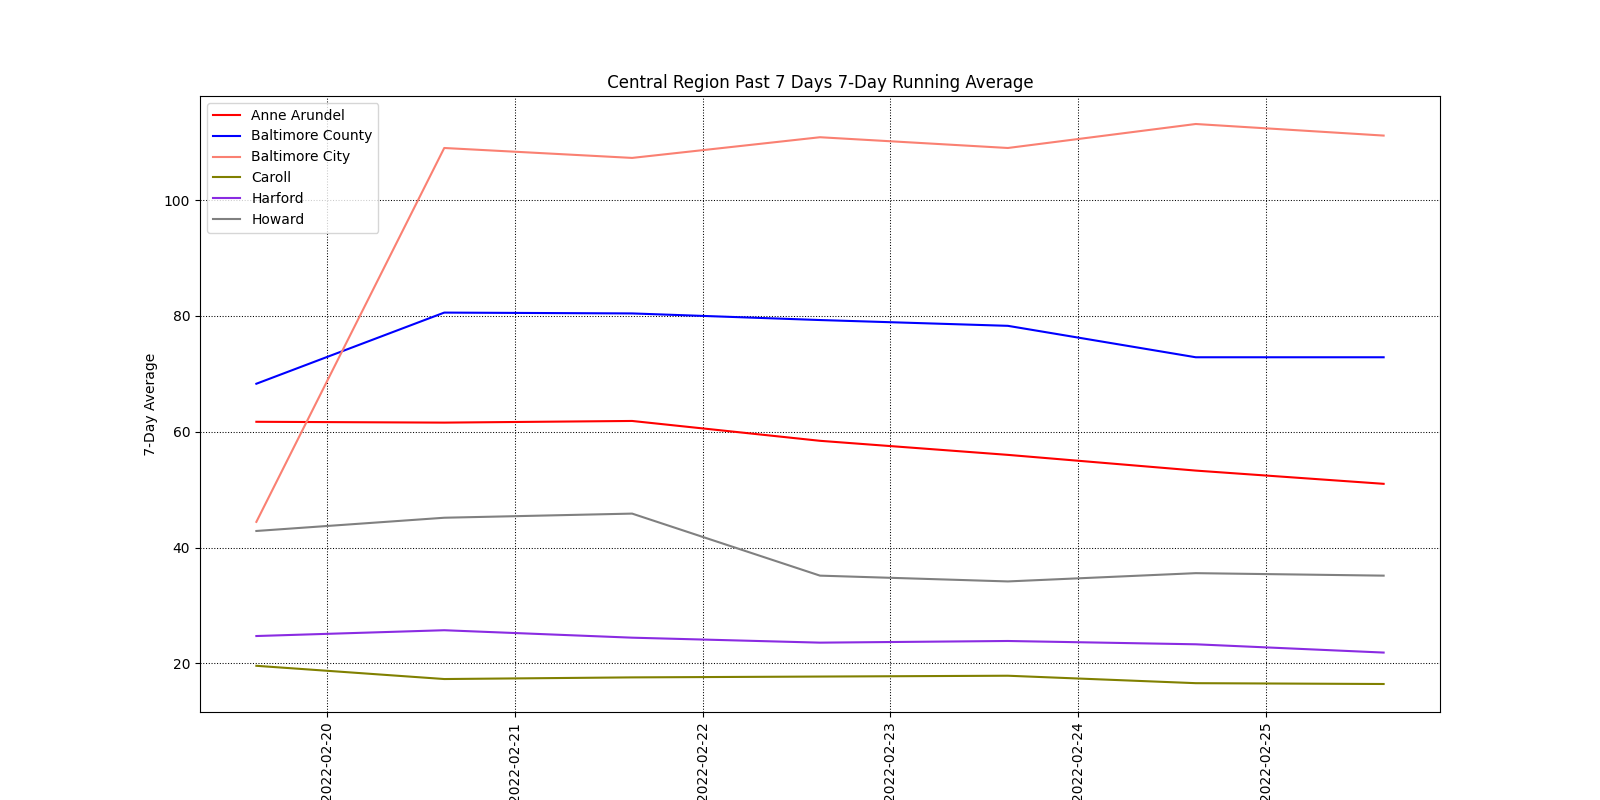 Central Region Past 7 Days 7-Day Running Average
Anne Arundel
Baltimore County
Baltimore City
Caroll
Harford
Howard
7-Day Average
100
80
60
40
20
2022-02-20
2022-02-21
2022-02-22
2022-02-23
2022-02-24
2022-02-25